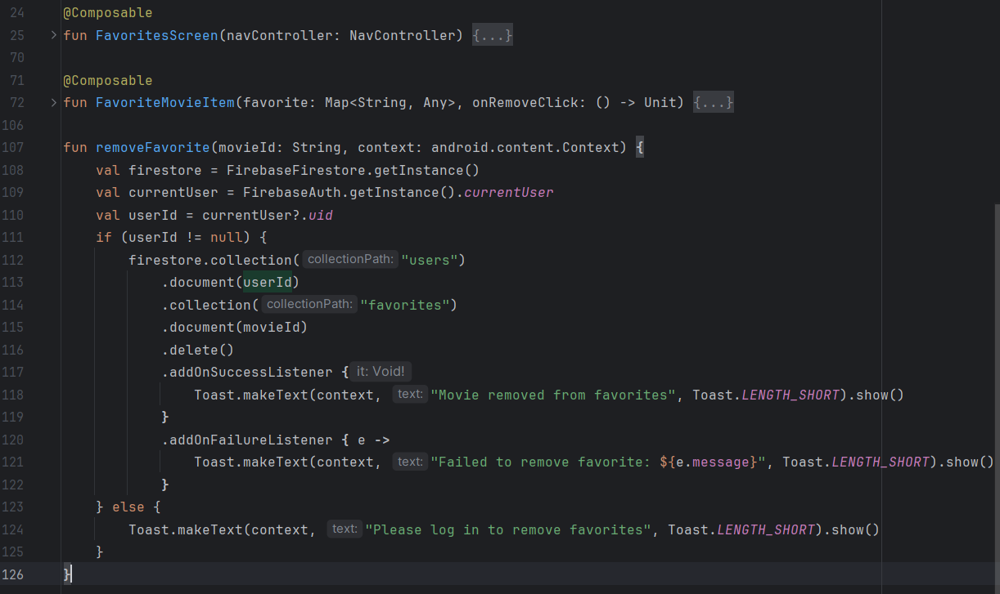 24 @Composable
25 fun FavoritesScreen(navController: NavController) {...}
70
71 @Composable
72 fun FavoriteMovieItem(favorite: Map<String, Any>, onRemoveClick: () -> Unit) {...}
106
107 fun removeFavorite(movieId: String, context: android.content.Context) {
108     val firestore = FirebaseFirestore.getInstance()
109     val currentUser = FirebaseAuth.getInstance().currentUser
110     val userId = currentUser?.uid
111     if (userId != null) {
112         firestore.collection( collectionPath: "users")
113             .document(userId)
114             .collection( collectionPath: "favorites")
115             .document(movieId)
116             .delete()
117             .addOnSuccessListener { it: Void!
118                 Toast.makeText(context, text: "Movie removed from favorites", Toast.LENGTH_SHORT).show()
119             }
120             .addOnFailureListener { e ->
121                 Toast.makeText(context, text: "Failed to remove favorite: ${e.message}", Toast.LENGTH_SHORT).show()
122             }
123     } else {
124         Toast.makeText(context, text: "Please log in to remove favorites", Toast.LENGTH_SHORT).show()
125     }
126 }